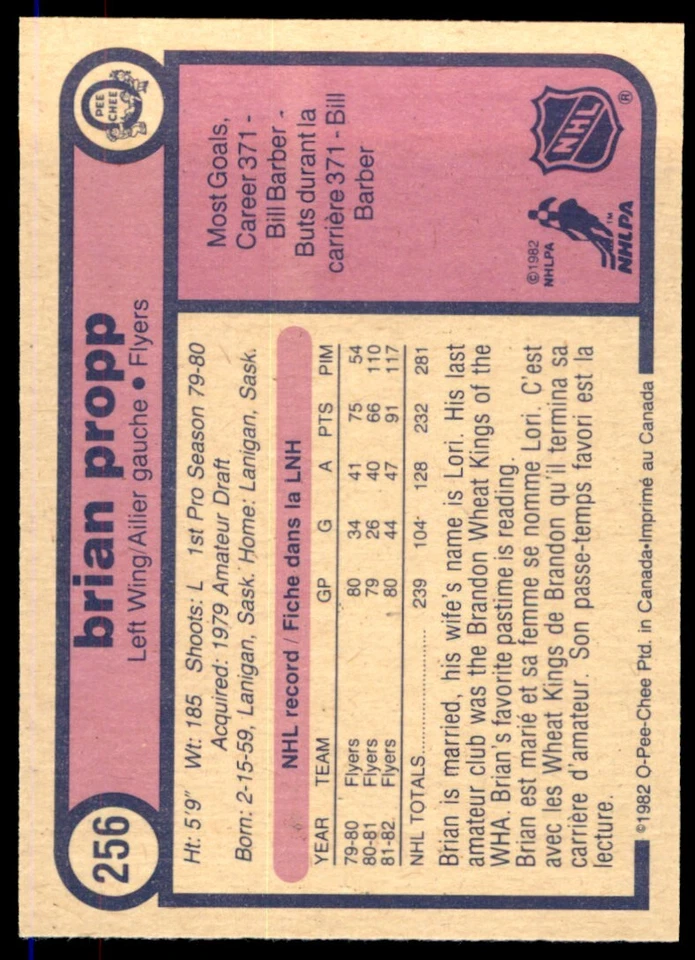 256
brian propp
Left Wing/Ailier gauche • Flyers
O
PEE
CHEE
Ht: 5'9" Wt: 185 Shoots: L 1st Pro Season 79-80
Acquired: 1979 Amateur Draft
Born: 2-15-59, Lanigan, Sask. Home: Lanigan, Sask.
NHL record / Fiche dans la LNH
YEAR TEAM GP G A PTS PIM
79-80 Flyers 80 34 41 75 54
80-81 Flyers 79 26 40 66 110
81-82 Flyers 80 44 47 91 117
NHL TOTALS 239 104 128 232 281
Brian is married, his wife's name is Lori. His last
amateur club was the Brandon Wheat Kings of the
WHA. Brian's favorite pastime is reading.
Brian est marié et sa femme se nomme Lori. C'est
avec les Wheat Kings de Brandon qu'il termina sa
carrière d'amateur. Son passe-temps favori est la
lecture.
Most Goals,
Career 371 -
Bill Barber -
Buts durant la
carrière 371 - Bill
Barber
©1982
NHLPA
NHLPA
TM
NHL
®
©1982 O-Pee-Chee Ptd. in Canada•Imprimé au Canada